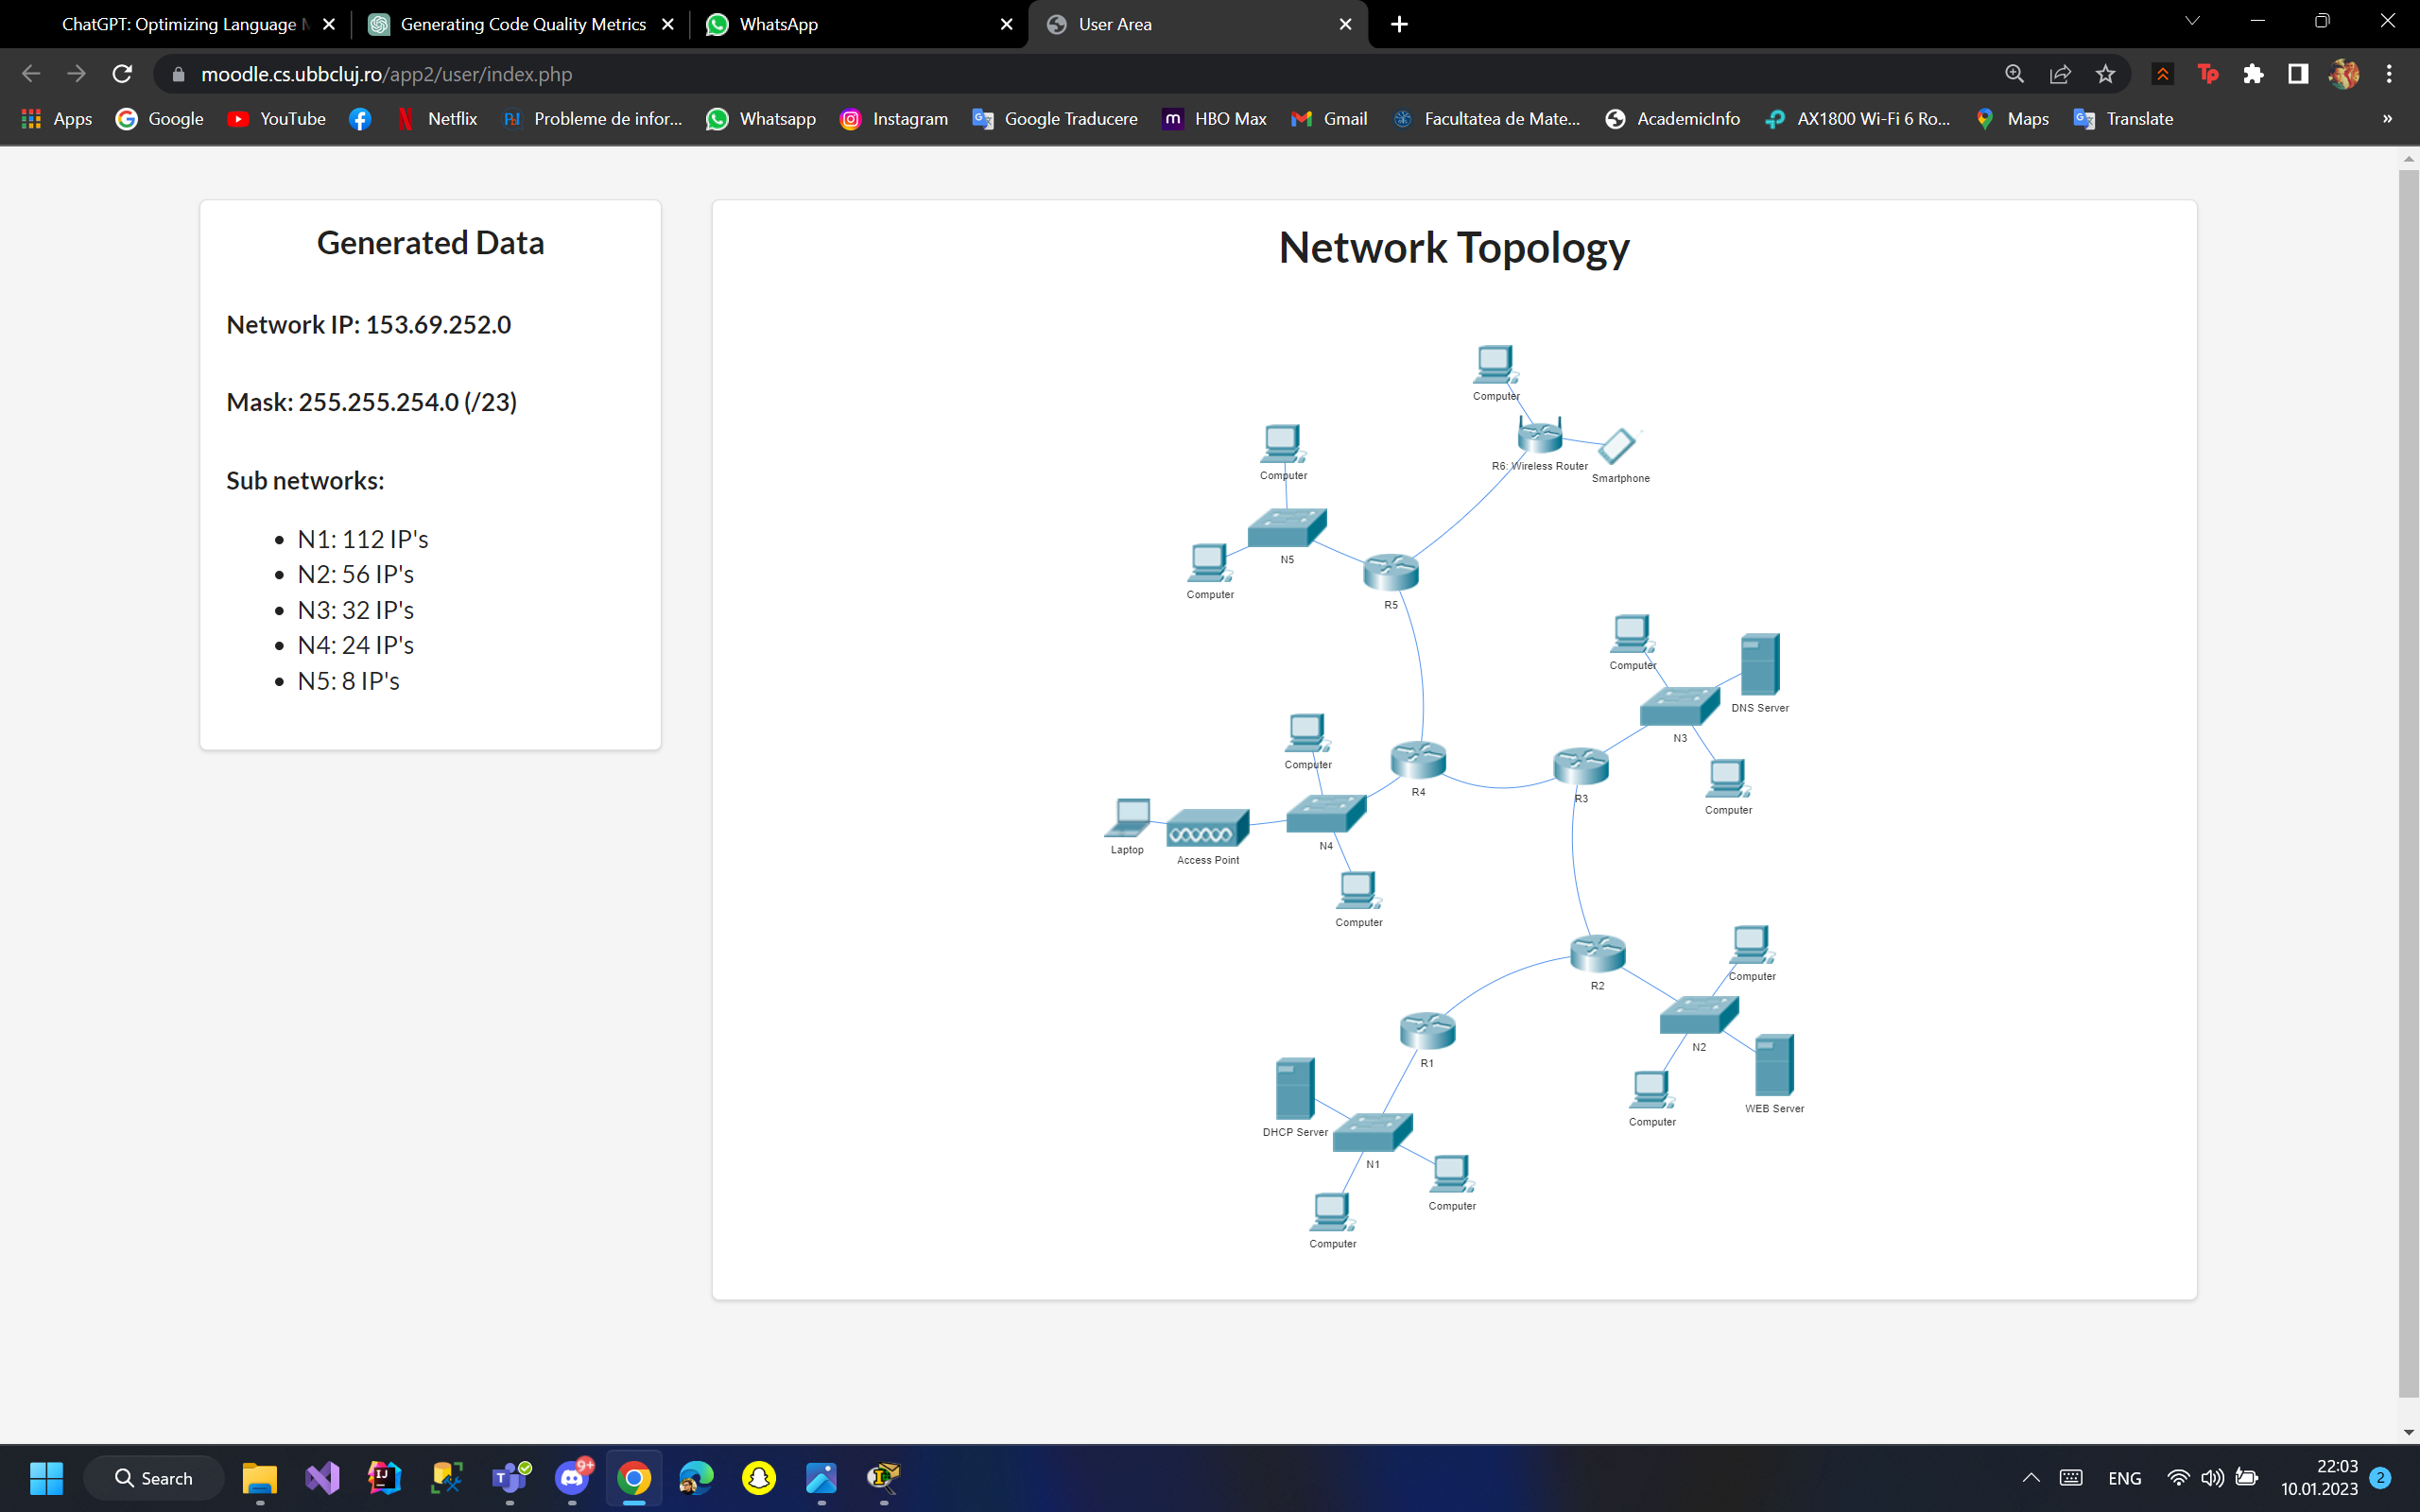 ChatGPT: Optimizing Language M
Generating Code Quality Metrics
WhatsApp
User Area
moodle.cs.ubbcluj.ro/app2/user/index.php
Tp
Apps
Google
YouTube
Netflix
Probleme de infor...
Whatsapp
Instagram
Google Traducere
HBO Max
Gmail
Facultatea de Mate...
AcademicInfo
AX1800 Wi-Fi 6 Ro...
Maps
Translate
»
Generated Data
Network IP: 153.69.252.0
Mask: 255.255.254.0 (/23)
Sub networks:
• N1: 112 IP's
• N2: 56 IP's
• N3: 32 IP's
• N4: 24 IP's
• N5: 8 IP's
Network Topology
Computer
R6: Wireless Router
Smartphone
Computer
N5
Computer
R5
Computer
DNS Server
N3
Computer
R3
R4
Computer
N4
Laptop
Access Point
Computer
Computer
R2
N2
WEB Server
Computer
R1
DHCP Server
N1
Computer
Computer
Search
9+
ENG
22:03
10.01.2023
2